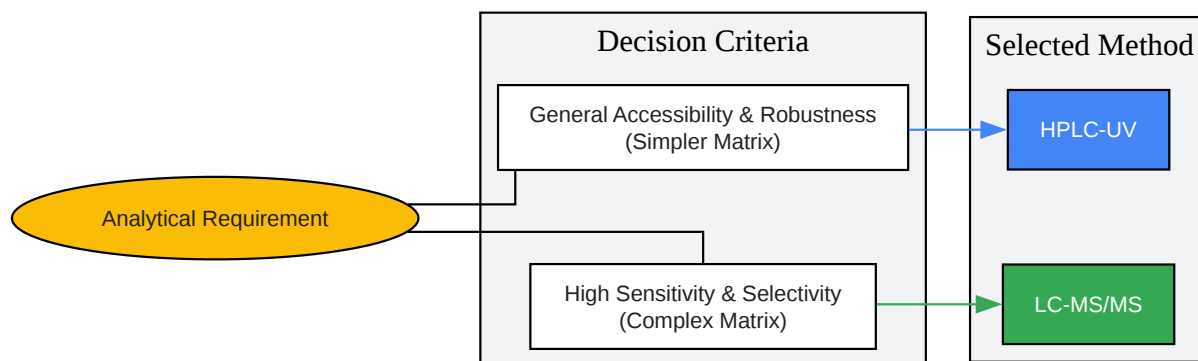 Decision Criteria
Selected Method
General Accessibility & Robustness
(Simpler Matrix)
HPLC-UV
Analytical Requirement
High Sensitivity & Selectivity
(Complex Matrix)
LC-MS/MS